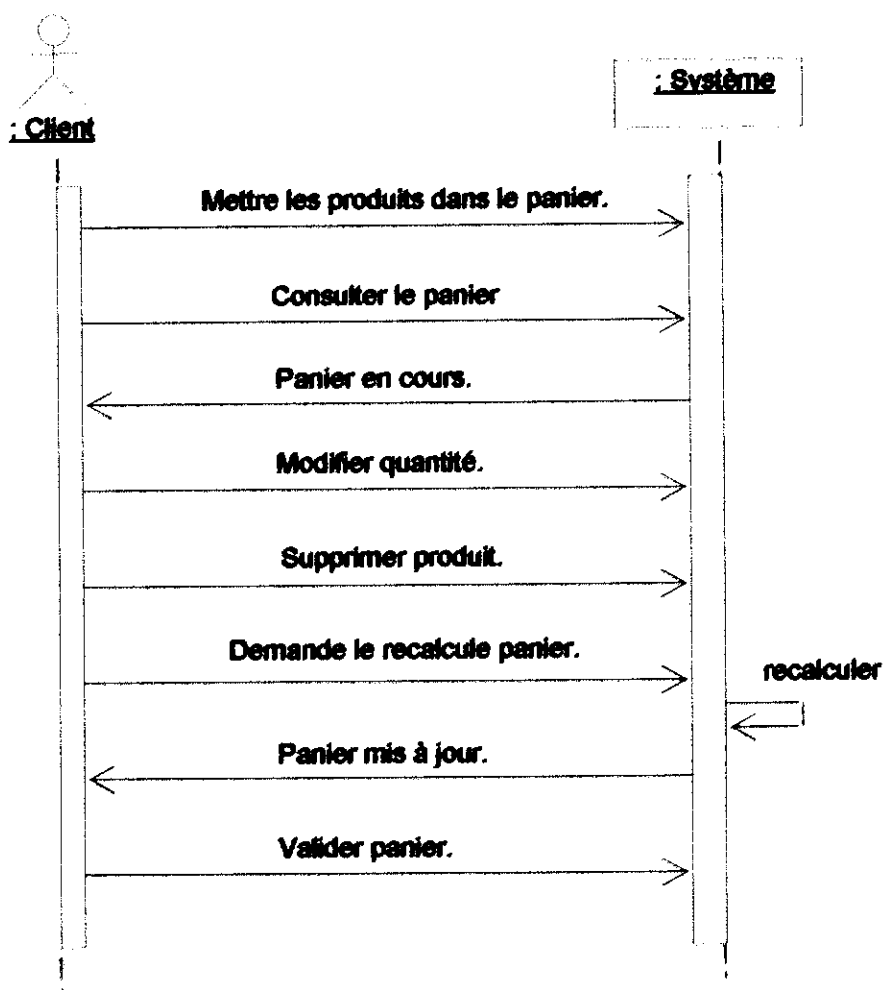 : Client
: Système
Mettre les produits dans le panier.
Consulter le panier
Panier en cours.
Modifier quantité.
Supprimer produit.
Demande le recalcule panier.
recalculer
Panier mis à jour.
Valider panier.